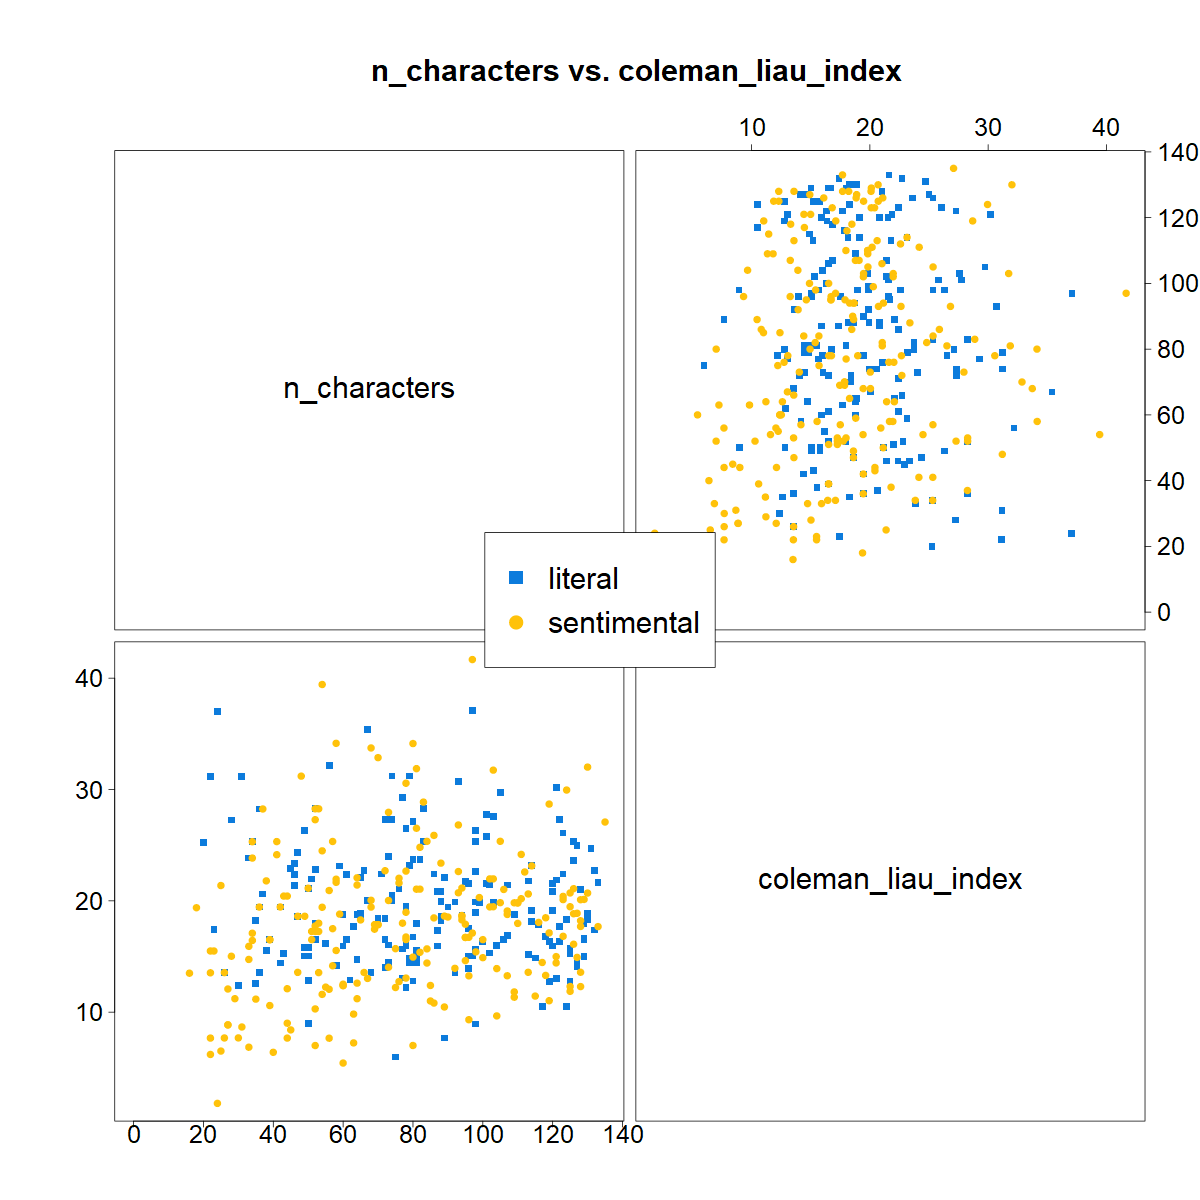 n_characters vs. coleman_liau_index
10 20 30 40
n_characters
140
120
100
80
60
40
20
0
literal
sentimental
40
30
20
10
coleman_liau_index
0 20 40 60 80 100 120 140